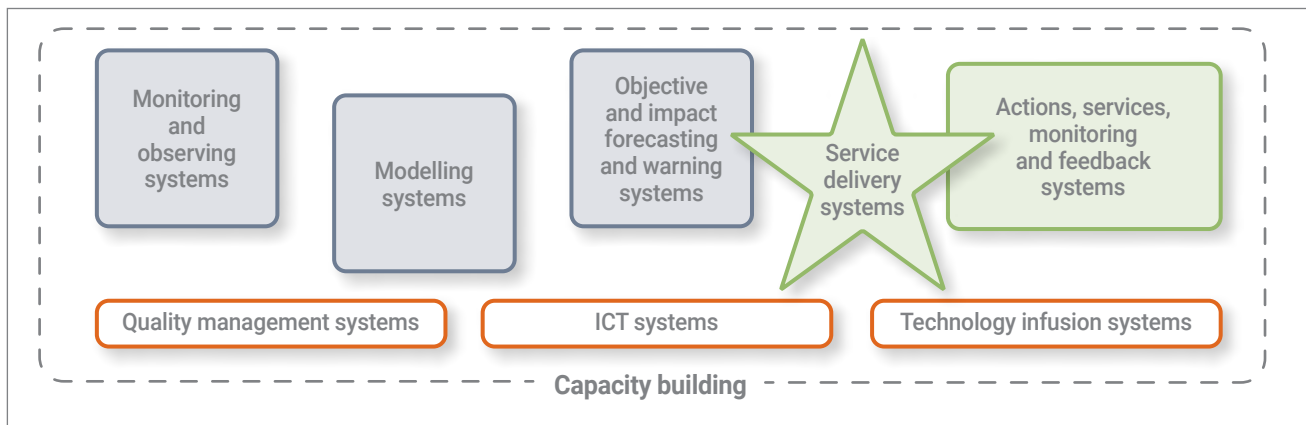 Monitoring
and
observing
systems
Modelling
systems
Objective
and impact
forecasting
and warning
systems
Service
delivery
systems
Actions, services,
monitoring
and feedback
systems
Quality management systems
ICT systems
Technology infusion systems
Capacity building